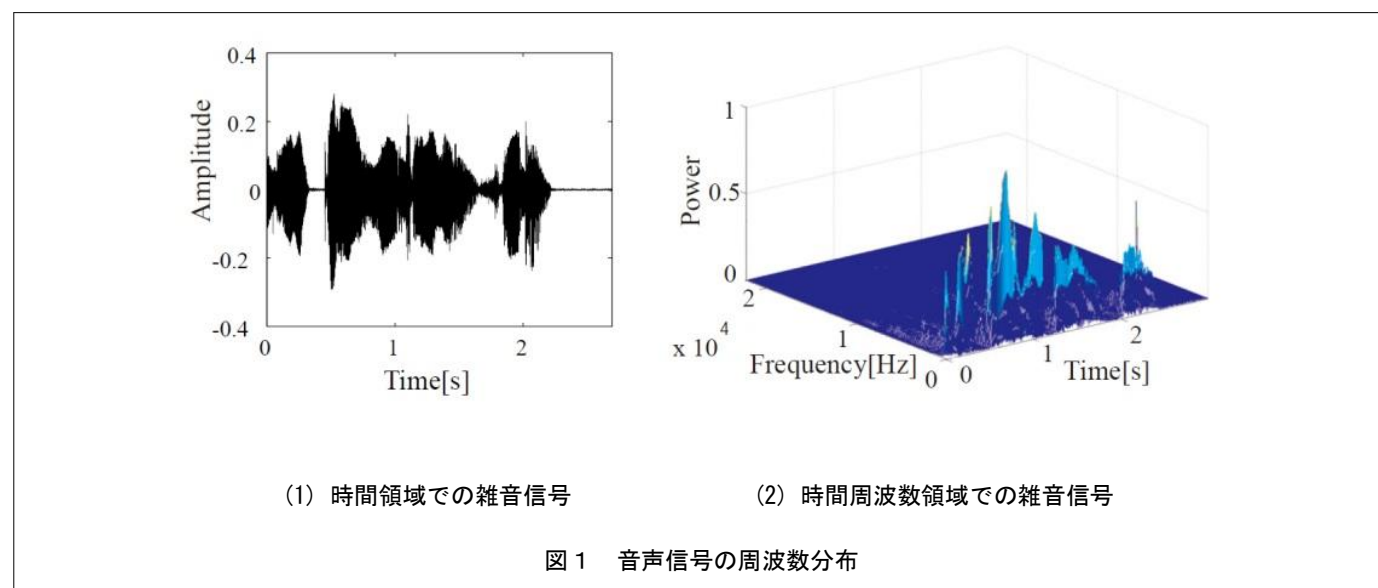 0.4
0.2
0
-0.2
-0.4
Amplitude
0 1 2
Time[s]
1
0.5
0
Power
2
1
0
x 10^4
Frequency[Hz]
0
1
2
Time[s]
(1) 時間領域での雑音信号
(2) 時間周波数領域での雑音信号
図1 音声信号の周波数分布